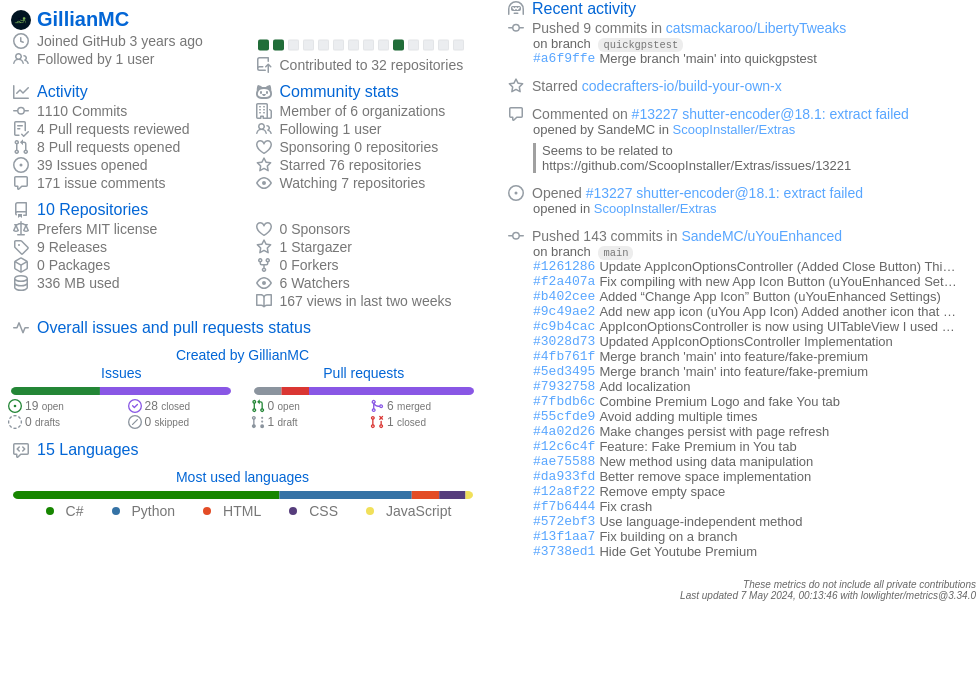 GillianMC
Joined GitHub 3 years ago
Followed by 1 user
Contributed to 32 repositories
Activity
1110 Commits
4 Pull requests reviewed
8 Pull requests opened
39 Issues opened
171 issue comments
Community stats
Member of 6 organizations
Following 1 user
Sponsoring 0 repositories
Starred 76 repositories
Watching 7 repositories
10 Repositories
Prefers MIT license
9 Releases
0 Packages
336 MB used
0 Sponsors
1 Stargazer
0 Forkers
6 Watchers
167 views in last two weeks
Overall issues and pull requests status
Created by GillianMC
Issues
19 open
28 closed
0 drafts
0 skipped
Pull requests
0 open
6 merged
1 draft
1 closed
15 Languages
Most used languages
C# Python HTML CSS JavaScript
Recent activity
Pushed 9 commits in catsmackaroo/LibertyTweaks
on branch quickgpstest
#a6f9ffe Merge branch 'main' into quickgpstest
Starred codecrafters-io/build-your-own-x
Commented on #13227 shutter-encoder@18.1: extract failed
opened by SandeMC in ScoopInstaller/Extras
Seems to be related to
https://github.com/ScoopInstaller/Extras/issues/13221
Opened #13227 shutter-encoder@18.1: extract failed
opened in ScoopInstaller/Extras
Pushed 143 commits in SandeMC/uYouEnhanced
on branch main
#1261286 Update AppIconOptionsController (Added Close Button) Thi…
#f2a407a Fix compiling with new App Icon Button (uYouEnhanced Set…
#b402cee Added “Change App Icon” Button (uYouEnhanced Settings)
#9c49ae2 Add new app icon (uYou App Icon) Added another icon that …
#c9b4cac AppIconOptionsController is now using UITableView I used …
#3028d73 Updated AppIconOptionsController Implementation
#4fb761f Merge branch 'main' into feature/fake-premium
#5ed3495 Merge branch 'main' into feature/fake-premium
#7932758 Add localization
#7fbdb6c Combine Premium Logo and fake You tab
#55cfde9 Avoid adding multiple times
#4a02d26 Make changes persist with page refresh
#12c6c4f Feature: Fake Premium in You tab
#ae75588 New method using data manipulation
#da933fd Better remove space implementation
#12a8f22 Remove empty space
#f7b6444 Fix crash
#572ebf3 Use language-independent method
#13f1aa7 Fix building on a branch
#3738ed1 Hide Get Youtube Premium
These metrics do not include all private contributions
Last updated 7 May 2024, 00:13:46 with lowlighter/metrics@3.34.0